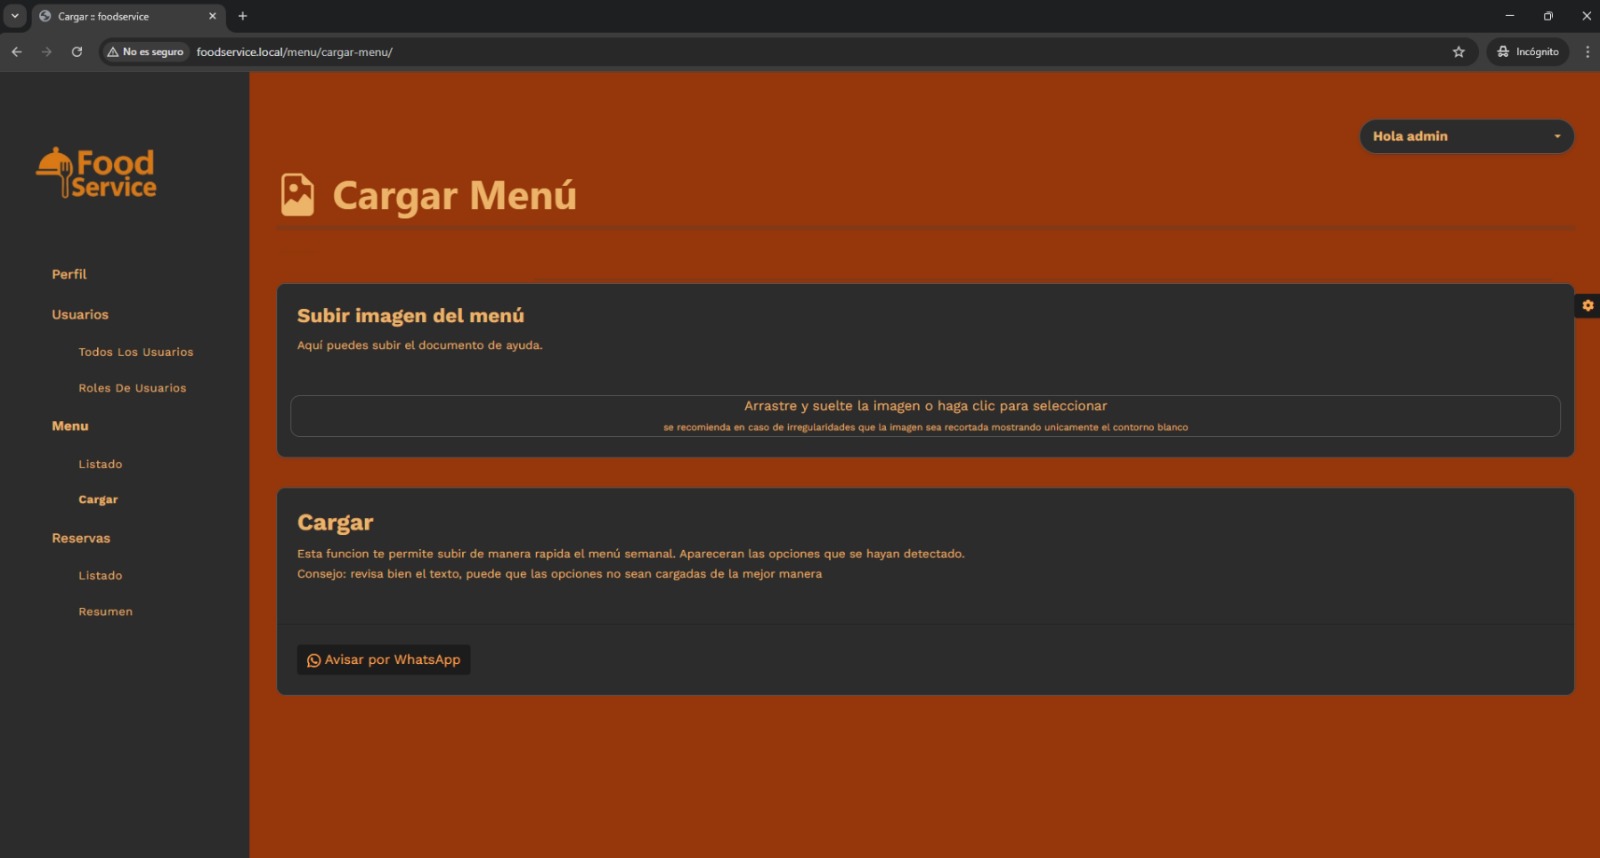 Cargar :: foodservice
No es seguro
foodservice.local/menu/cargar-menu/
Incógnito
Food
Service
Hola admin
Cargar Menú
Perfil
Usuarios
Todos Los Usuarios
Roles De Usuarios
Menu
Listado
Cargar
Reservas
Listado
Resumen
Subir imagen del menú
Aquí puedes subir el documento de ayuda.
Arrastre y suelte la imagen o haga clic para seleccionar
se recomienda en caso de irregularidades que la imagen sea recortada mostrando unicamente el contorno blanco
Cargar
Esta funcion te permite subir de manera rapida el menú semanal. Apareceran las opciones que se hayan detectado.
Consejo: revisa bien el texto, puede que las opciones no sean cargadas de la mejor manera
Avisar por WhatsApp